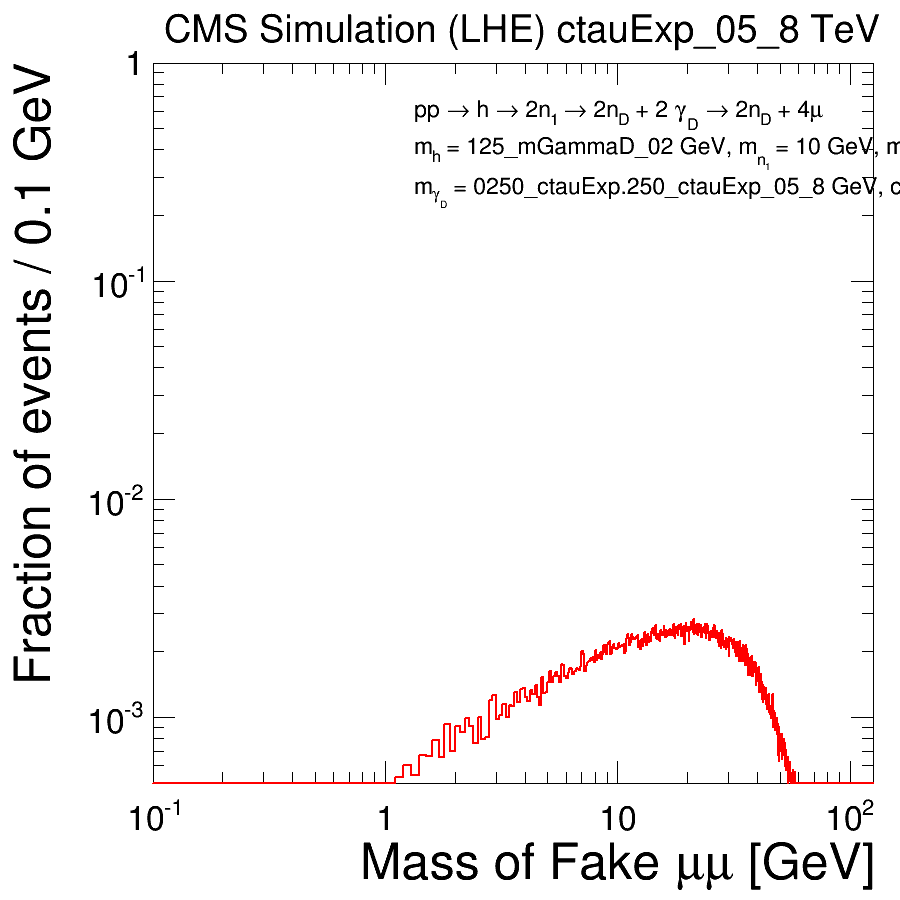 CMS Simulation (LHE) ctauExp_05_8 TeV
pp → h → 2n1 → 2nD + 2 γD → 2nD + 4μ
mh = 125_mGammaD_02 GeV, mn1 = 10 GeV, m
mγD = 0250_ctauExp.250_ctauExp_05_8 GeV, c
Fraction of events / 0.1 GeV
1
10-1
10-2
10-3
10-1 1 10 102
Mass of Fake μμ [GeV]